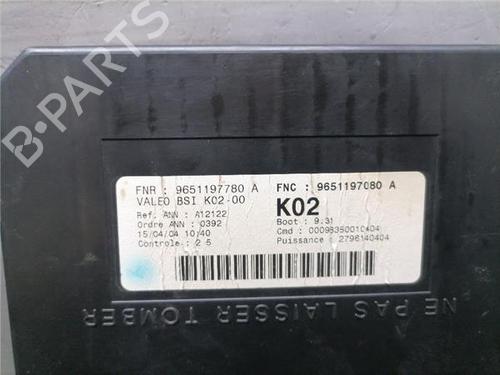 B-PARTS
FNR : 9651197780 A
FNC : 9651197080 A
VALEO BSI K02-00
K02
Ref. ANN : A12122
Ordre ANN : 0392
Boot : 9.31
15/04/04 10:40
Cmd : 00098350010404
Controle : 2 5
Puissance : 2796140404
NE PAS LAISSER TOMBER